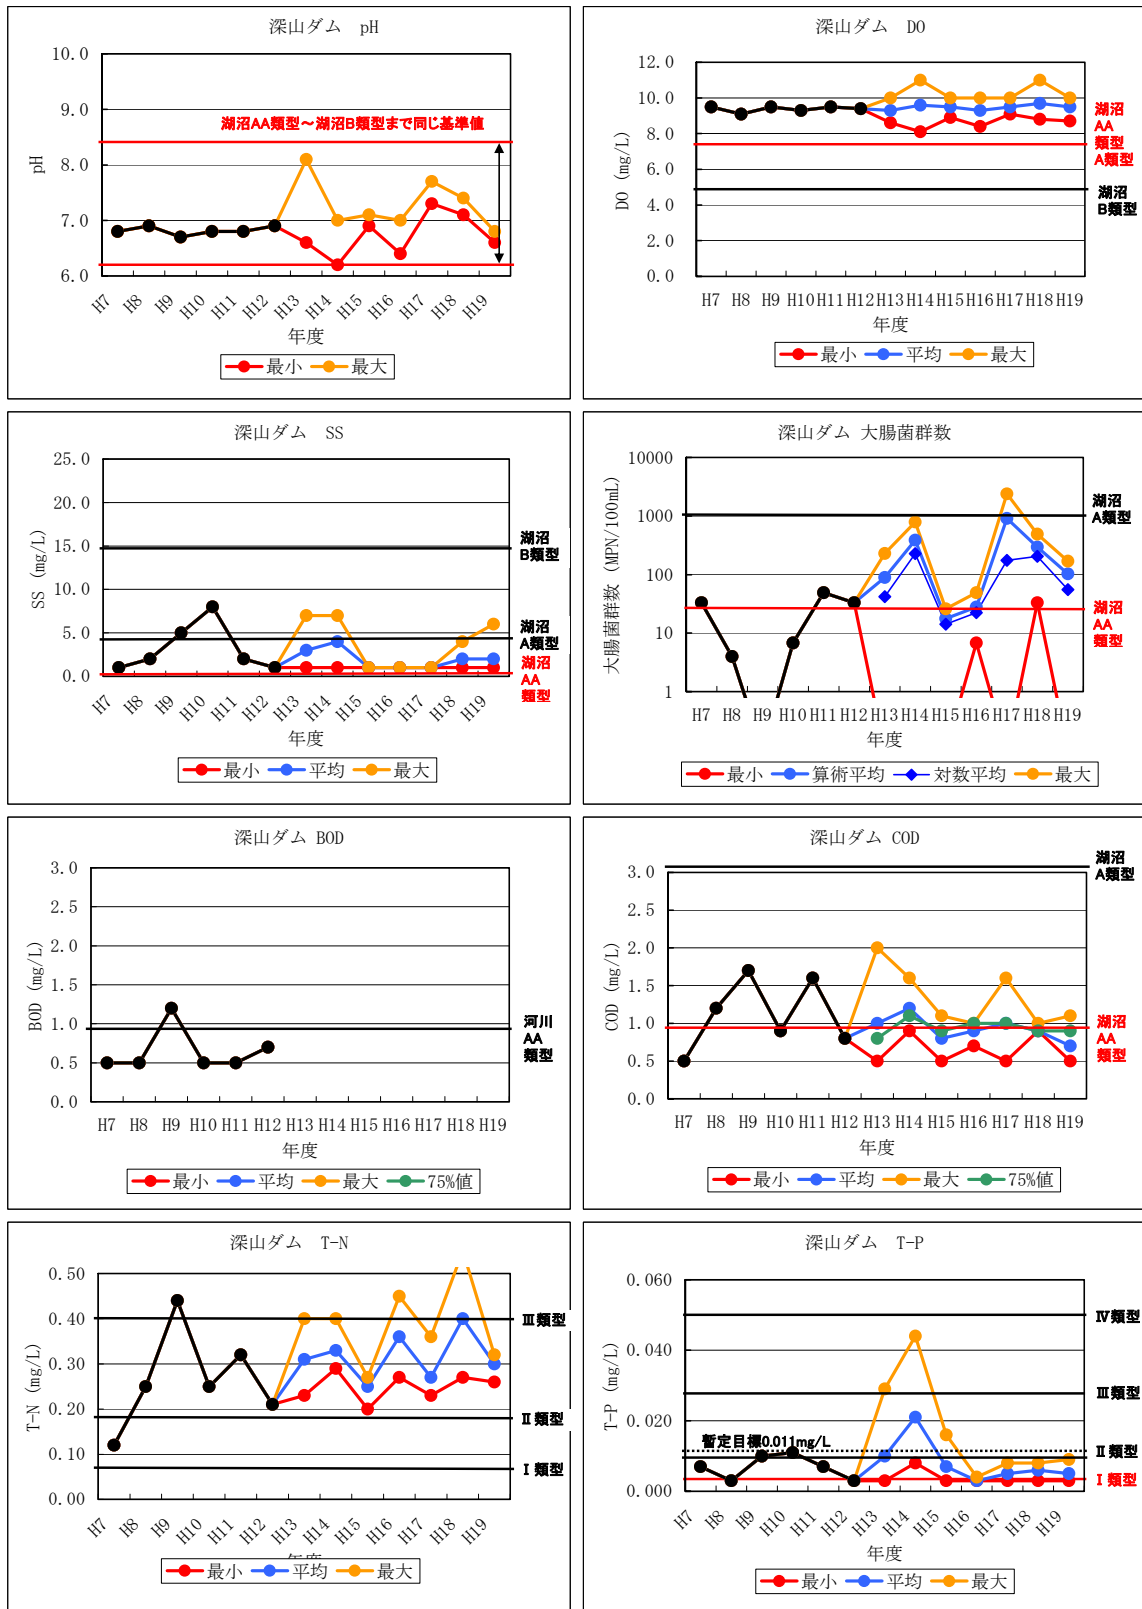 深山ダム　pH
10.0
9.0
8.0
7.0
6.0
pH
湖沼AA類型～湖沼B類型まで同じ基準値
H7 H8 H9 H10 H11 H12 H13 H14 H15 H16 H17 H18 H19
年度
最小 最大
深山ダム　DO
12.0
10.0
8.0
6.0
4.0
2.0
0.0
DO (mg/L)
湖沼
AA
類型
A類型
湖沼
B類型
H7 H8 H9 H10 H11 H12 H13 H14 H15 H16 H17 H18 H19
年度
最小 平均 最大
深山ダム　SS
25.0
20.0
15.0
10.0
5.0
0.0
SS (mg/L)
湖沼
B類型
湖沼
A類型
湖沼
AA
類型
H7 H8 H9 H10 H11 H12 H13 H14 H15 H16 H17 H18 H19
年度
最小 平均 最大
深山ダム 大腸菌群数
10000
1000
100
10
1
大腸菌群数 (MPN/100mL)
湖沼
A類型
湖沼
AA
類型
H7 H8 H9 H10 H11 H12 H13 H14 H15 H16 H17 H18 H19
年度
最小 算術平均 対数平均 最大
深山ダム BOD
3.0
2.5
2.0
1.5
1.0
0.5
0.0
BOD (mg/L)
河川
AA
類型
H7 H8 H9 H10 H11 H12 H13 H14 H15 H16 H17 H18 H19
年度
最小 平均 最大 75%値
深山ダム COD
3.0
2.5
2.0
1.5
1.0
0.5
0.0
COD (mg/L)
湖沼
A類型
湖沼
AA
類型
H7 H8 H9 H10 H11 H12 H13 H14 H15 H16 H17 H18 H19
年度
最小 平均 最大 75%値
深山ダム　T-N
0.50
0.40
0.30
0.20
0.10
0.00
T-N (mg/L)
Ⅲ類型
Ⅱ類型
Ⅰ類型
H7 H8 H9 H10 H11 H12 H13 H14 H15 H16 H17 H18 H19
年度
最小 平均 最大
深山ダム　T-P
0.060
0.040
0.020
0.000
T-P (mg/L)
暫定目標0.011mg/L
Ⅳ類型
Ⅲ類型
Ⅱ類型
Ⅰ類型
H7 H8 H9 H10 H11 H12 H13 H14 H15 H16 H17 H18 H19
年度
最小 平均 最大